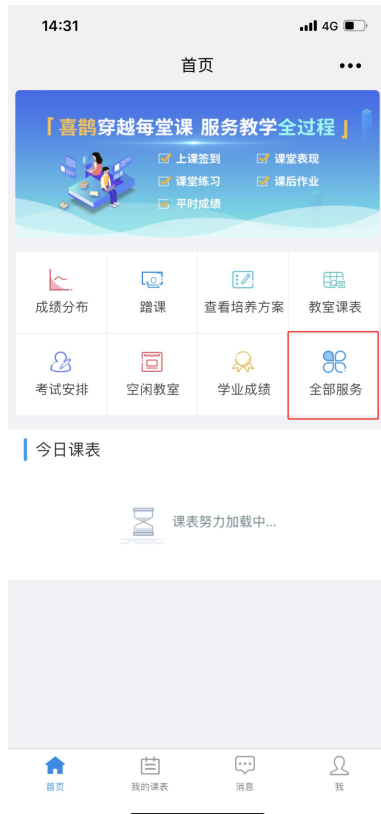 14:31
4G
首页
「喜鹊穿越每堂课 服务教学全过程」
上课签到 课堂表现
课堂练习 课后作业
平时成绩
成绩分布 蹭课 查看培养方案 教室课表
考试安排 空闲教室 学业成绩 全部服务
今日课表
课表努力加载中...
首页 我的课表 消息 我